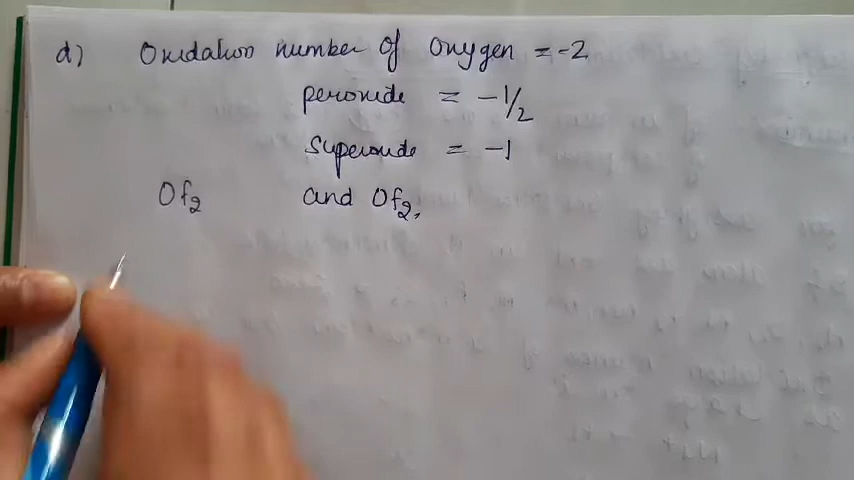 d) Oxidation number of Oxygen = -2
peroxide = -1/2
Superoxide = -1
Of2 and Of2,